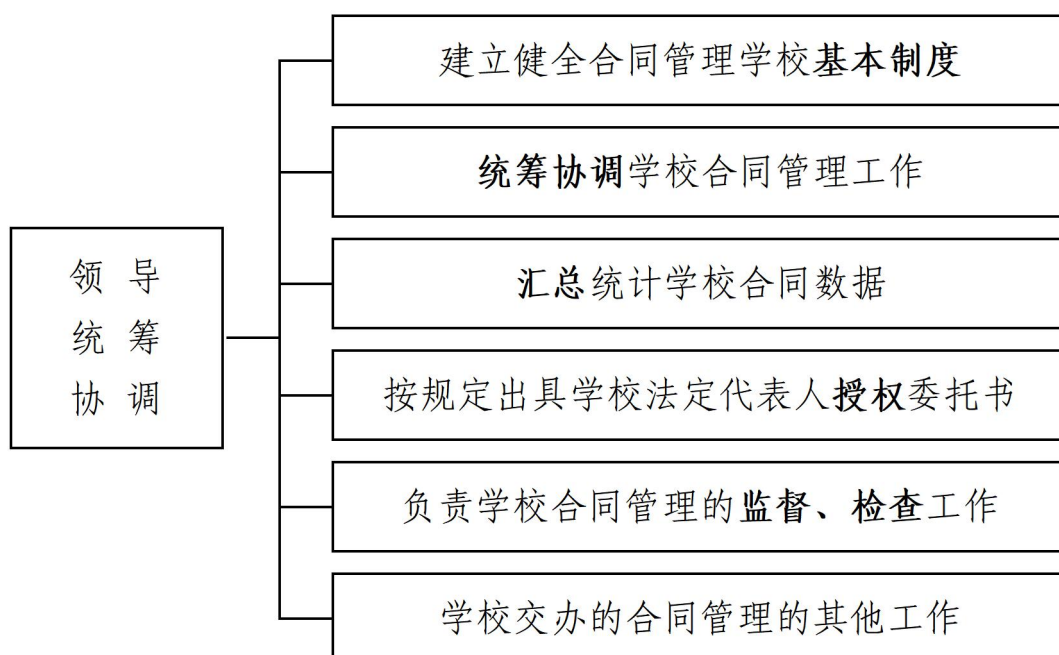 领导
统筹
协调
建立健全合同管理学校基本制度
统筹协调学校合同管理工作
汇总统计学校合同数据
按规定出具学校法定代表人授权委托书
负责学校合同管理的监督、检查工作
学校交办的合同管理的其他工作